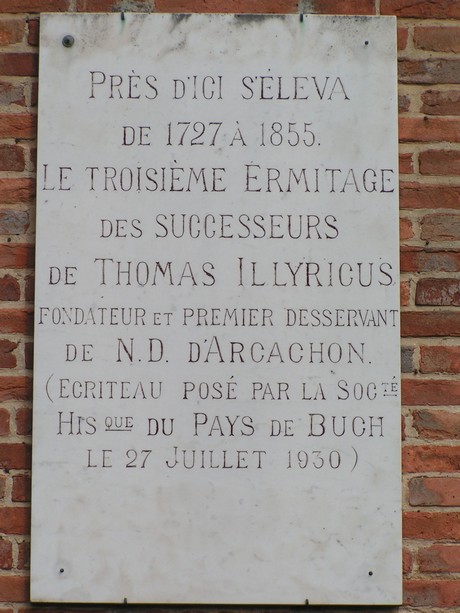 PRÈS D'ICI S'ÉLEVA
DE 1727 À 1855.
LE TROISIÈME ERMITAGE
DES SUCCESSEURS
DE THOMAS ILLYRICUS
FONDATEUR ET PREMIER DESSERVANT
DE N.D. D'ARCACHON.
(ECRITEAU POSÉ PAR LA SOCTÉ
HISQUE DU PAYS DE BUCH
LE 27 JUILLET 1930)